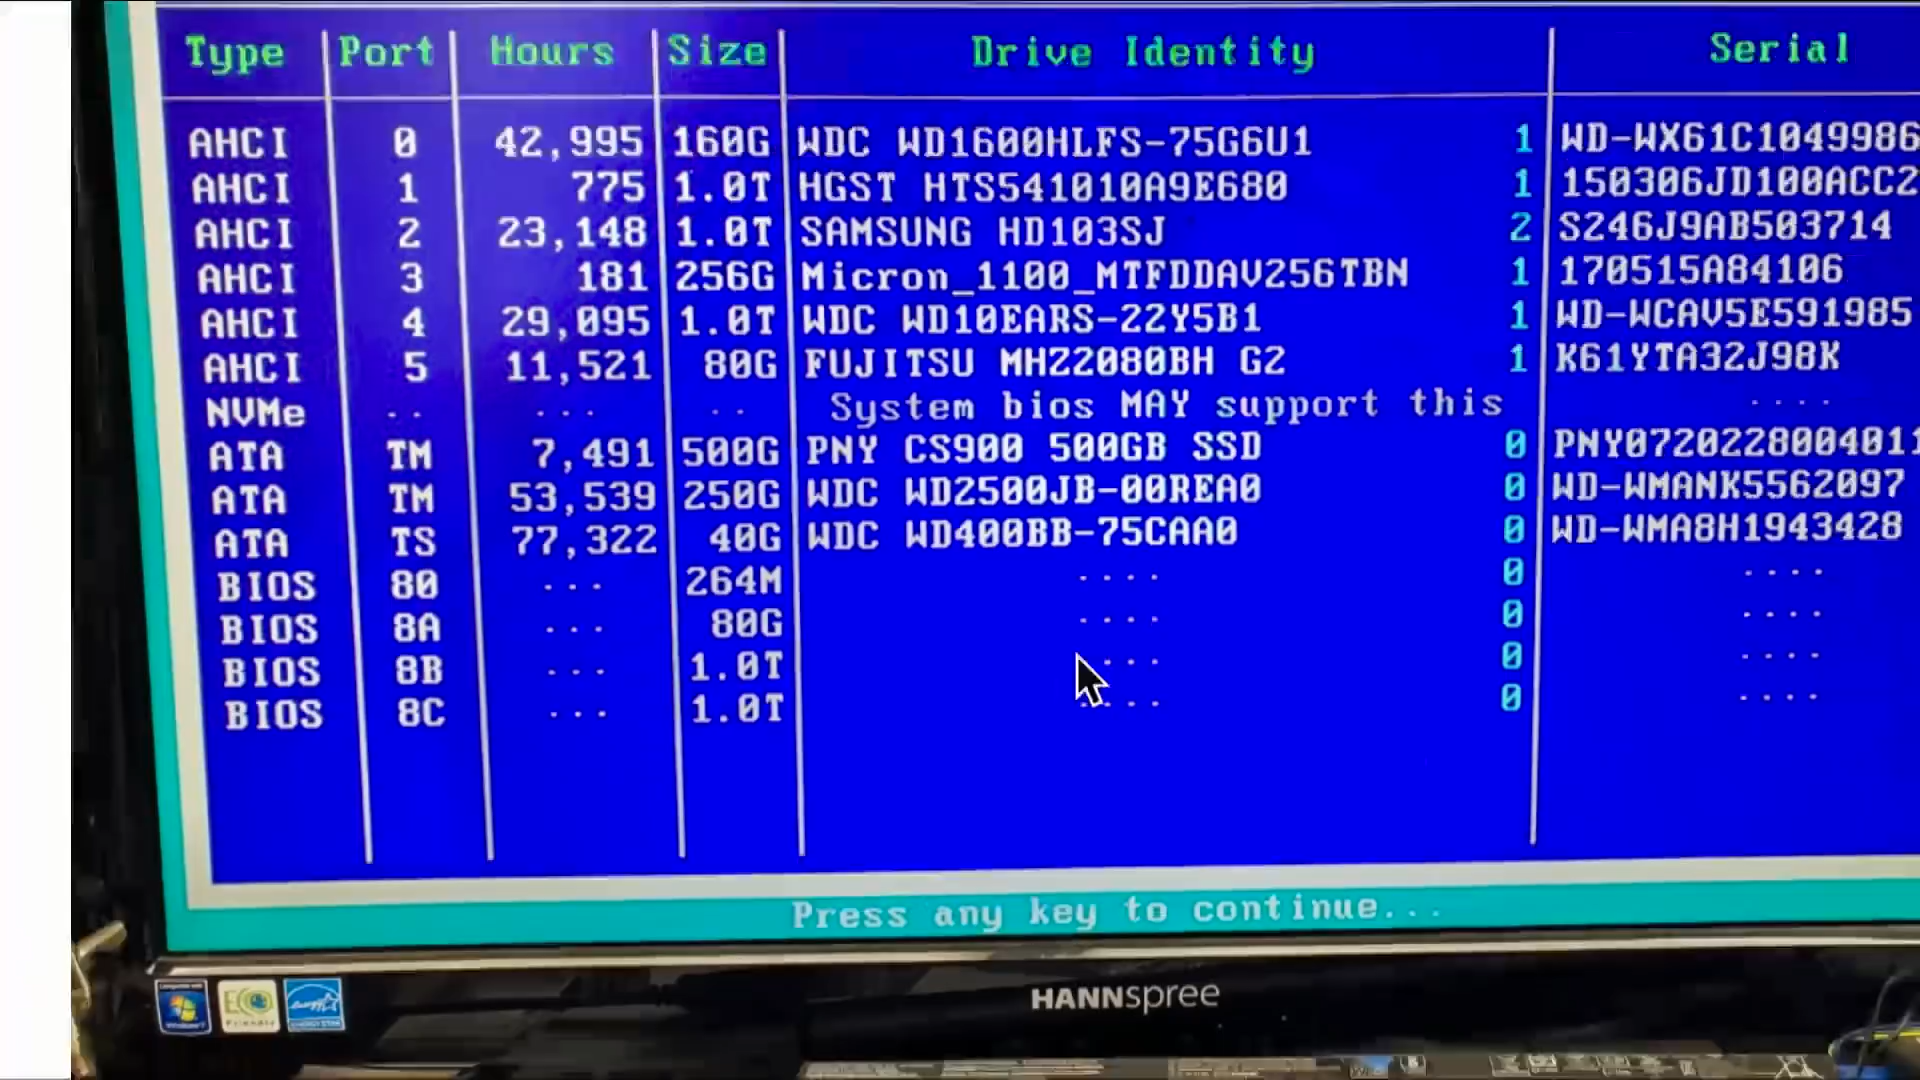 Type Port Hours Size Drive Identity Serial
AHCI 0 42,995 160G WDC WD1600HLFS-75G6U1 1 WD-WX61C1049986
AHCI 1 775 1.0T HGST HTS541010A9E680 1 150306JD100ACC2
AHCI 2 23,148 1.0T SAMSUNG HD103SJ 2 S246J9AB503714
AHCI 3 181 256G Micron_1100_MTFDDAV256TBN 1 170515A84106
AHCI 4 29,095 1.0T WDC WD10EARS-22Y5B1 1 WD-WCAV5E591985
AHCI 5 11,521 80G FUJITSU MHZ2080BH G2 1 K61YTA32J98K
NVMe .. ... .. System bios MAY support this ....
ATA TM 7,491 500G PNY CS900 500GB SSD 0 PNY0720228004011
ATA TM 53,539 250G WDC WD2500JB-00REA0 0 WD-WMANK5562097
ATA TS 77,322 40G WDC WD400BB-75CAA0 0 WD-WMA8H1943428
BIOS 80 ... 264M .... 0 ....
BIOS 8A ... 80G .... 0 ....
BIOS 8B ... 1.0T .... 0 ....
BIOS 8C ... 1.0T .... 0 ....
Press any key to continue...
HANNspree
ECO
Friendly